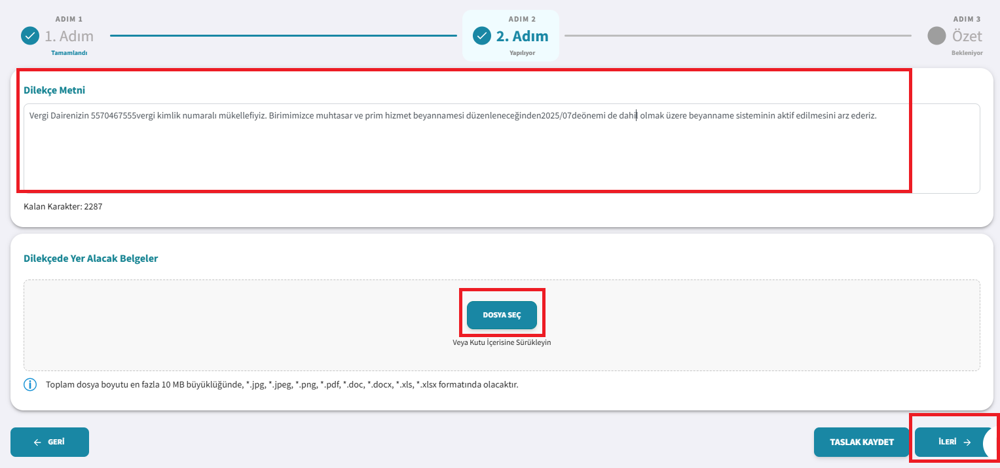 ADIM 1
1. Adım
Tamamlandı
ADIM 2
2. Adım
Yapılıyor
ADIM 3
Özet
Bekleniyor
Dilekçe Metni
Vergi Dairenizin 5570467555vergi kimlik numaralı mükellefiyiz. Birimimizce muhtasar ve prim hizmet beyannamesi düzenleneceğinden2025/07deönemi de dahil olmak üzere beyanname sisteminin aktif edilmesini arz ederiz.
Kalan Karakter: 2287
Dilekçede Yer Alacak Belgeler
DOSYA SEÇ
Veya Kutu İçerisine Sürükleyin
Toplam dosya boyutu en fazla 10 MB büyüklüğünde, *.jpg, *.jpeg, *.png, *.pdf, *.doc, *.docx, *.xls, *.xlsx formatında olacaktır.
GERİ
TASLAK KAYDET
İLERİ